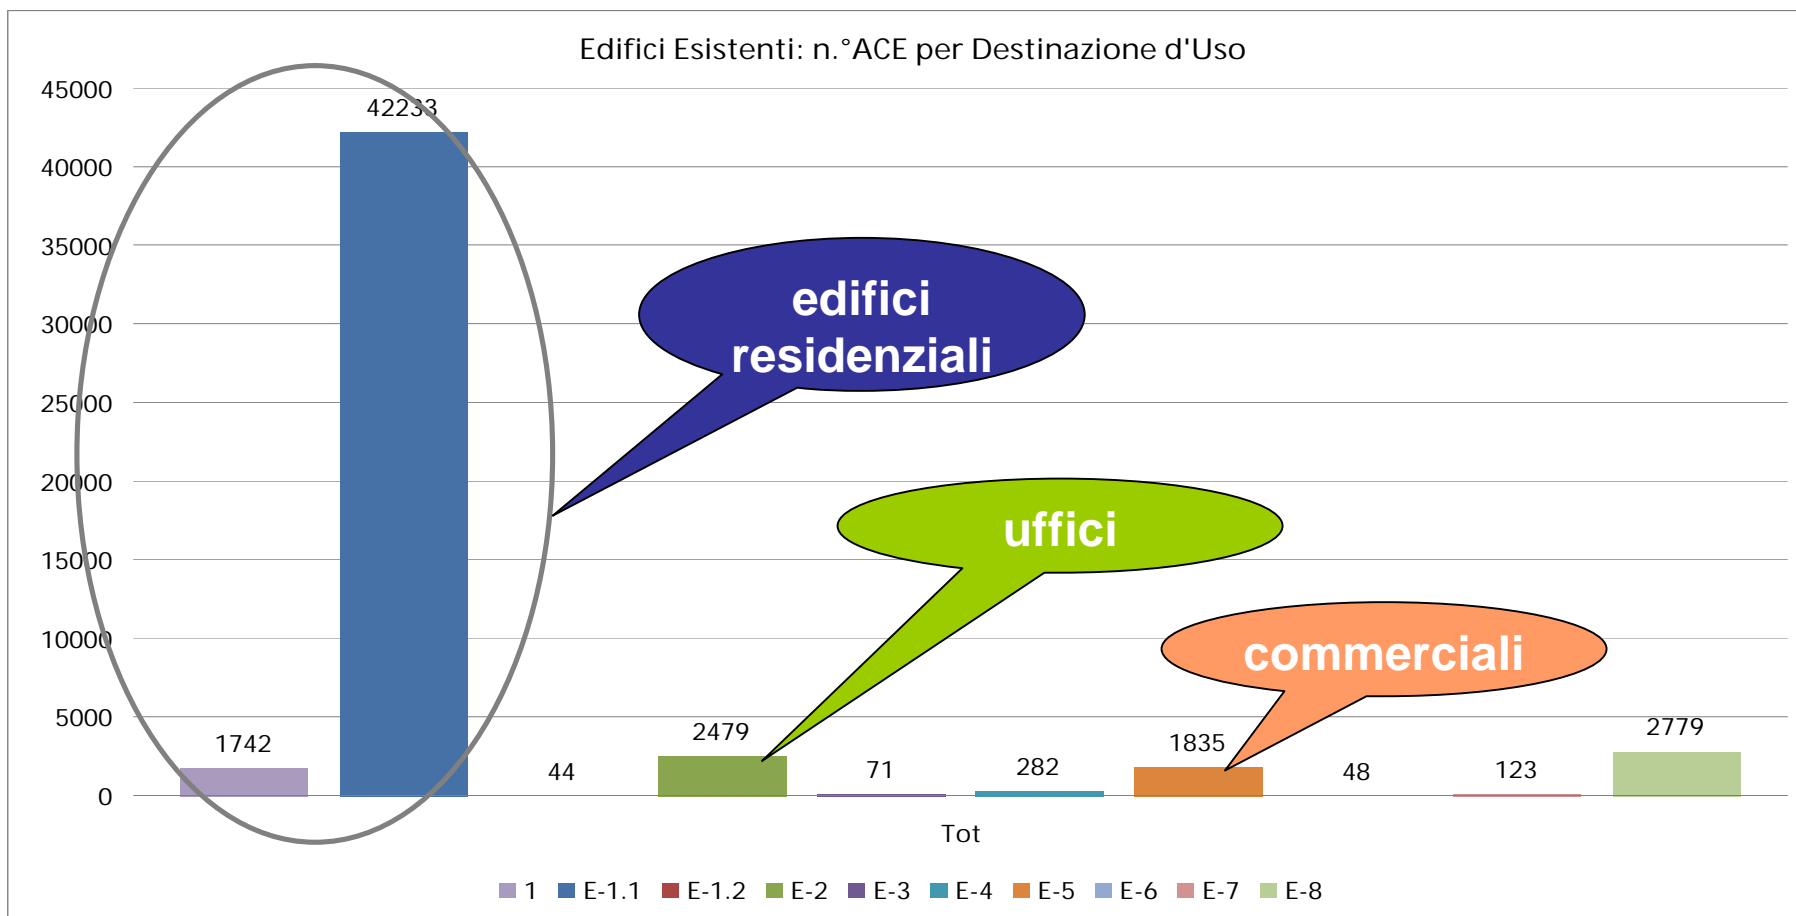 Edifici Esistenti: n.°ACE per Destinazione d'Uso
45000
40000
35000
30000
25000
20000
15000
10000
5000
0
1742
42233
44
2479
71
282
1835
48
123
2779
edifici
residenziali
uffici
commerciali
Tot
1 E-1.1 E-1.2 E-2 E-3 E-4 E-5 E-6 E-7 E-8